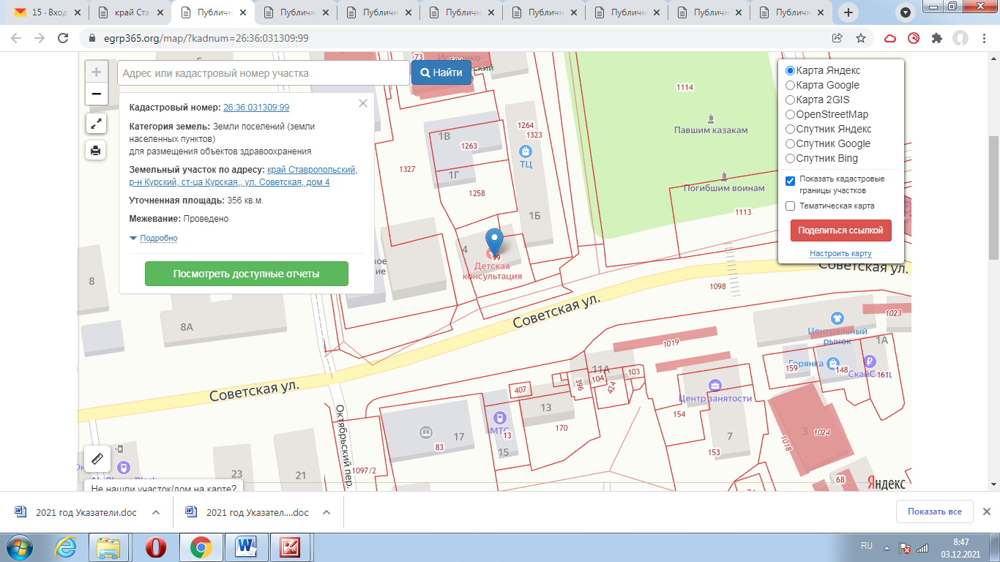 15 · Вход
край Ста
Публичн
Публичн
Публичн
Публичн
Публичн
Публичн
Публичн
Публичн
egrp365.org/map/?kadnum=26:36:031309:99
Адрес или кадастровый номер участка
Найти
Кадастровый номер: 26:36:031309:99
Категория земель: Земли поселений (земли
населенных пунктов)
для размещения объектов здравоохранения
Земельный участок по адресу: край Ставропольский,
р-н Курский, ст-ца Курская,, ул. Советская, дом 4
Уточненная площадь: 356 кв.м.
Межевание: Проведено
Подробно
Посмотреть доступные отчеты
Карта Яндекс
Карта Google
Карта 2GIS
OpenStreetMap
Спутник Яндекс
Спутник Google
Спутник Bing
Показать кадастровые
границы участков
Тематическая карта
Поделиться ссылкой
Настроить карту
73
1114
Павшим казакам
1264
1323
1В
1263
ТЦ
1327
1Г
Погибшим воинам
1258
1113
1Б
4
99
Детская
консультация
8
Советская ул.
1098
Советская ул.
8А
1023
Центральный
рынок
1А
1019
Горянка
159
148
161
11А
103
104
396
424
407
Центр занятости
Советская ул.
13
154
170
МТС
13
15
17
83
7
153
3
1024
1018
Октябрьский пер.
1097/2
23
21
68
Не нашли участок/дом на карте?
Яндекс
2021 год Указатели.doc
2021 год Указател....doc
Показать все
RU
8:47
03.12.2021